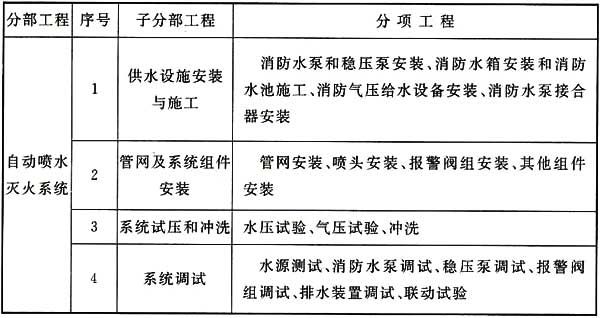 分部工程 序号 子分部工程 分项工程
自动喷水
灭火系统
1
供水设施安装
与施工
消防水泵和稳压泵安装、消防水箱安装和消防
水池施工、消防气压给水设备安装、消防水泵接合
器安装
2
管网及系统组件
安装
管网安装、喷头安装、报警阀组安装、其他组件
安装
3
系统试压和冲洗
水压试验、气压试验、冲洗
4
系统调试
水源测试、消防水泵调试、稳压泵调试、报警阀
组调试、排水装置调试、联动试验